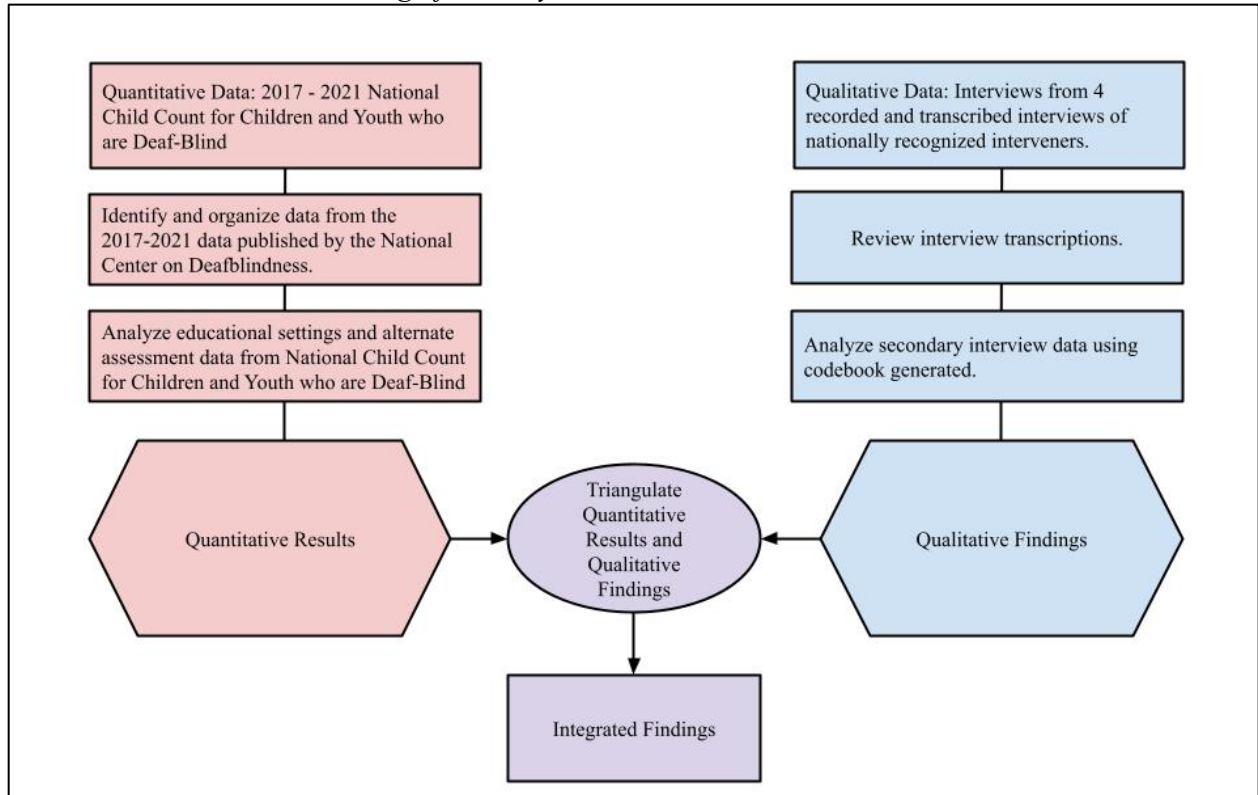 Quantitative Data: 2017 - 2021 National
Child Count for Children and Youth who
are Deaf-Blind
Identify and organize data from the
2017-2021 data published by the National
Center on Deafblindness.
Analyze educational settings and alternate
assessment data from National Child Count
for Children and Youth who are Deaf-Blind
Quantitative Results
Qualitative Data: Interviews from 4
recorded and transcribed interviews of
nationally recognized interveners.
Review interview transcriptions.
Analyze secondary interview data using
codebook generated.
Qualitative Findings
Triangulate
Quantitative
Results and
Qualitative
Findings
Integrated Findings